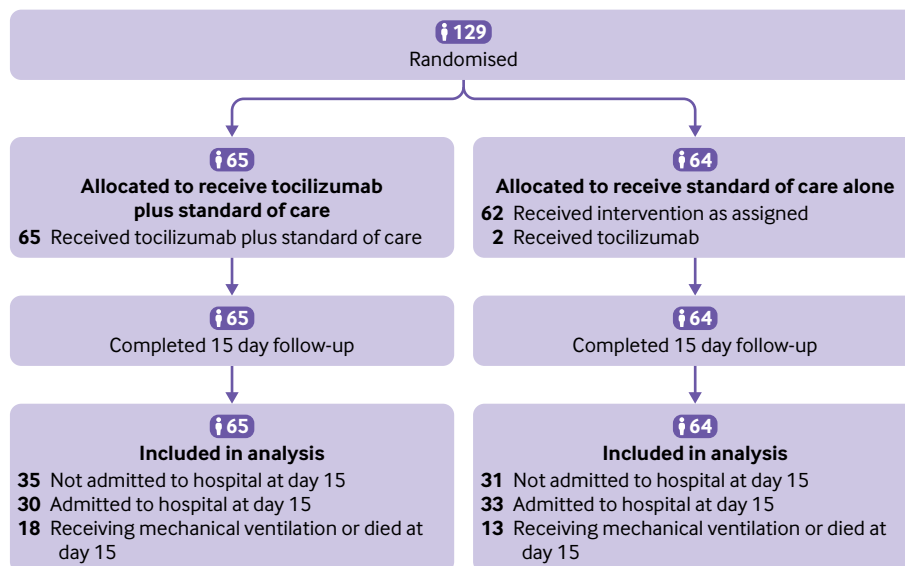 129
Randomised
65
Allocated to receive tocilizumab
plus standard of care
65 Received tocilizumab plus standard of care
64
Allocated to receive standard of care alone
62 Received intervention as assigned
2 Received tocilizumab
65
Completed 15 day follow-up
64
Completed 15 day follow-up
65
Included in analysis
35 Not admitted to hospital at day 15
30 Admitted to hospital at day 15
18 Receiving mechanical ventilation or died at
day 15
64
Included in analysis
31 Not admitted to hospital at day 15
33 Admitted to hospital at day 15
13 Receiving mechanical ventilation or died at
day 15